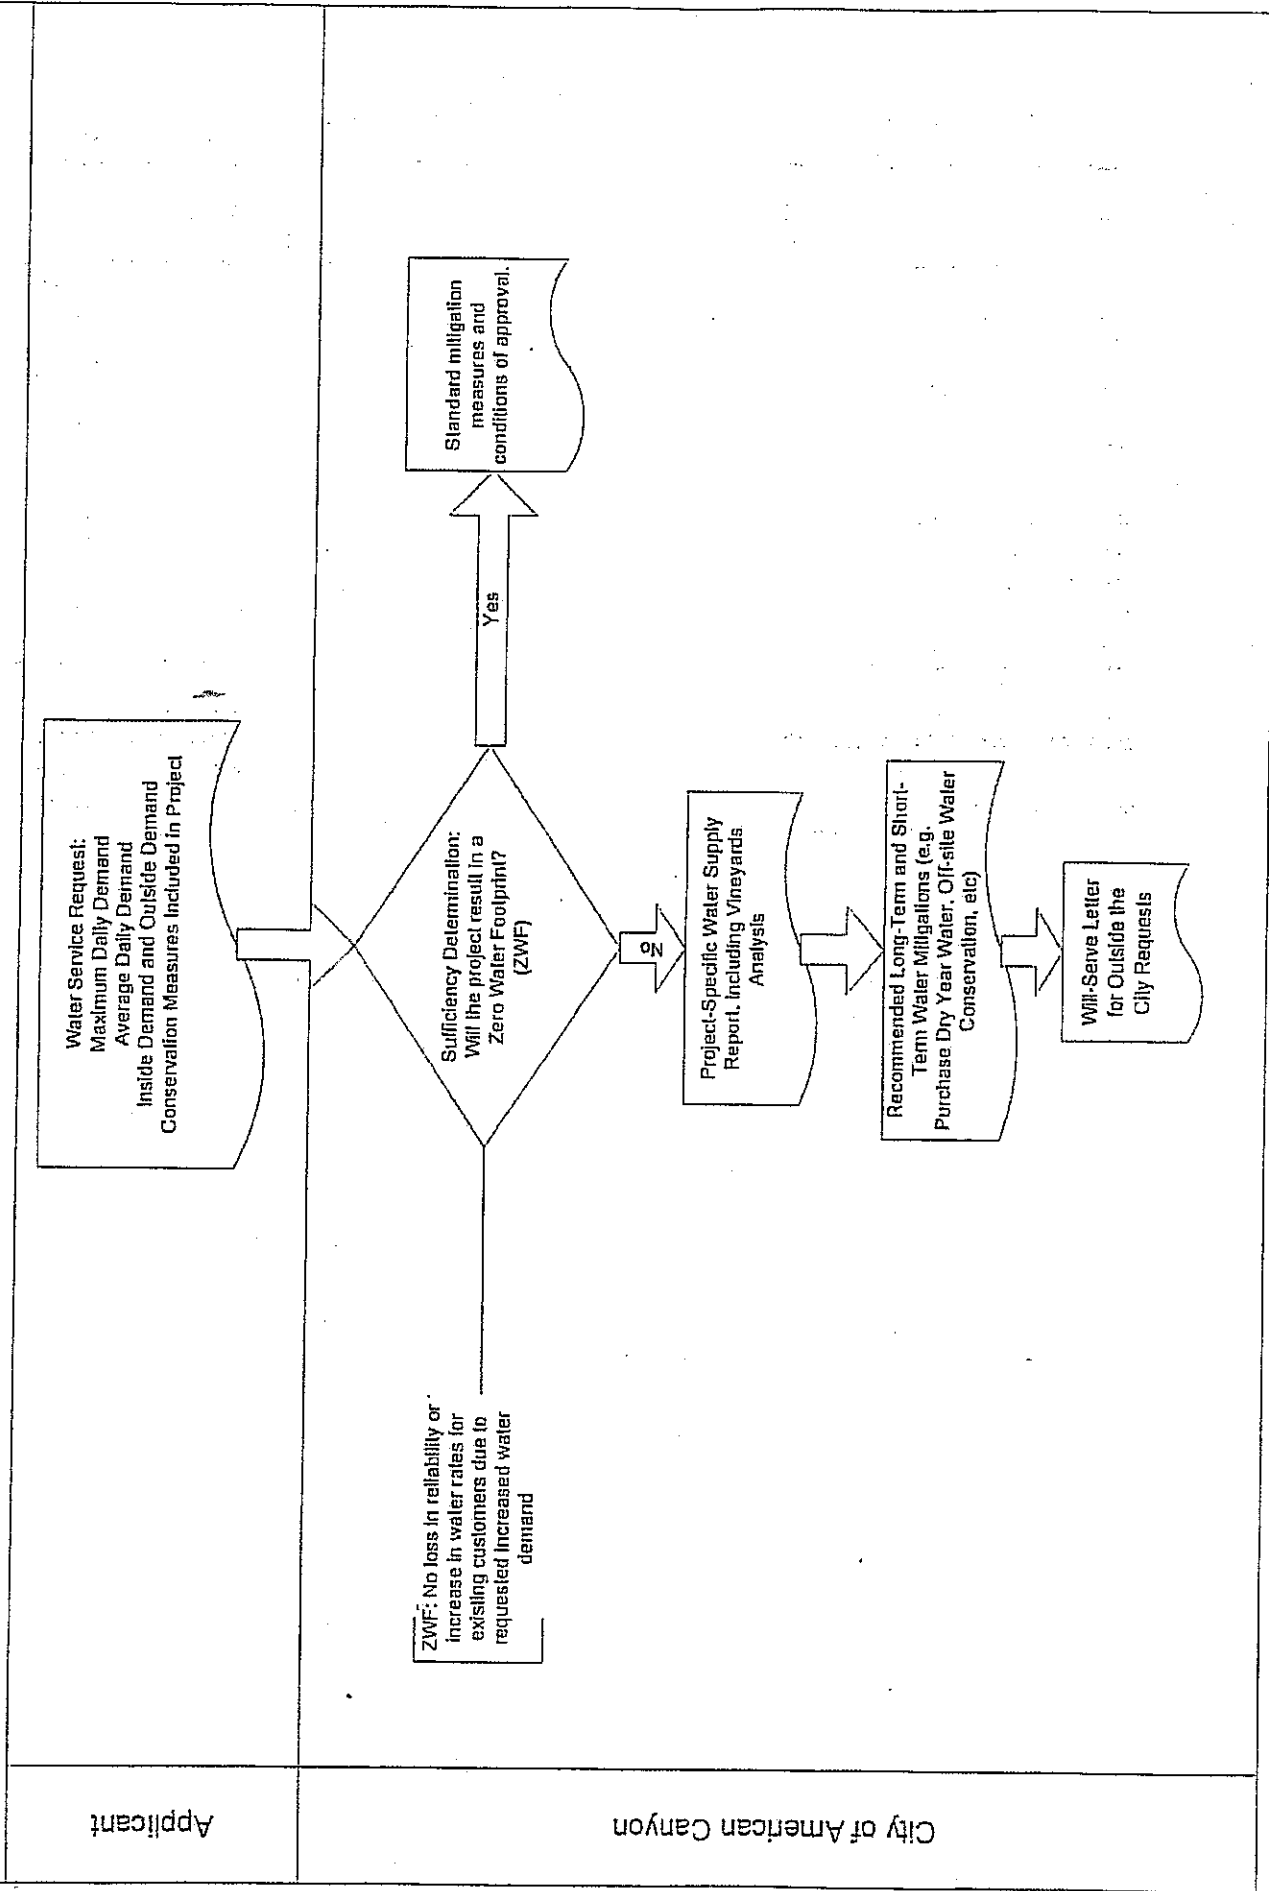 Applicant
Water Service Request:
Maximum Daily Demand
Average Daily Demand
Inside Demand and Outside Demand
Conservation Measures Included in Project
City of American Canyon
ZWF: No loss in reliability or
increase in water rates for
existing customers due to
requested increased water
demand
Sufficiency Determination:
Will the project result in a
Zero Water Footprint?
(ZWF)
Yes
Standard mitigation
measures and
conditions of approval.
No
Project-Specific Water Supply
Report, Including Vineyards
Analysis
Recommended Long-Term and Short-
Term Water Mitigations (e.g.
Purchase Dry Year Water, Off-site Water
Conservation, etc)
Will-Serve Letter
for Outside the
City Requests